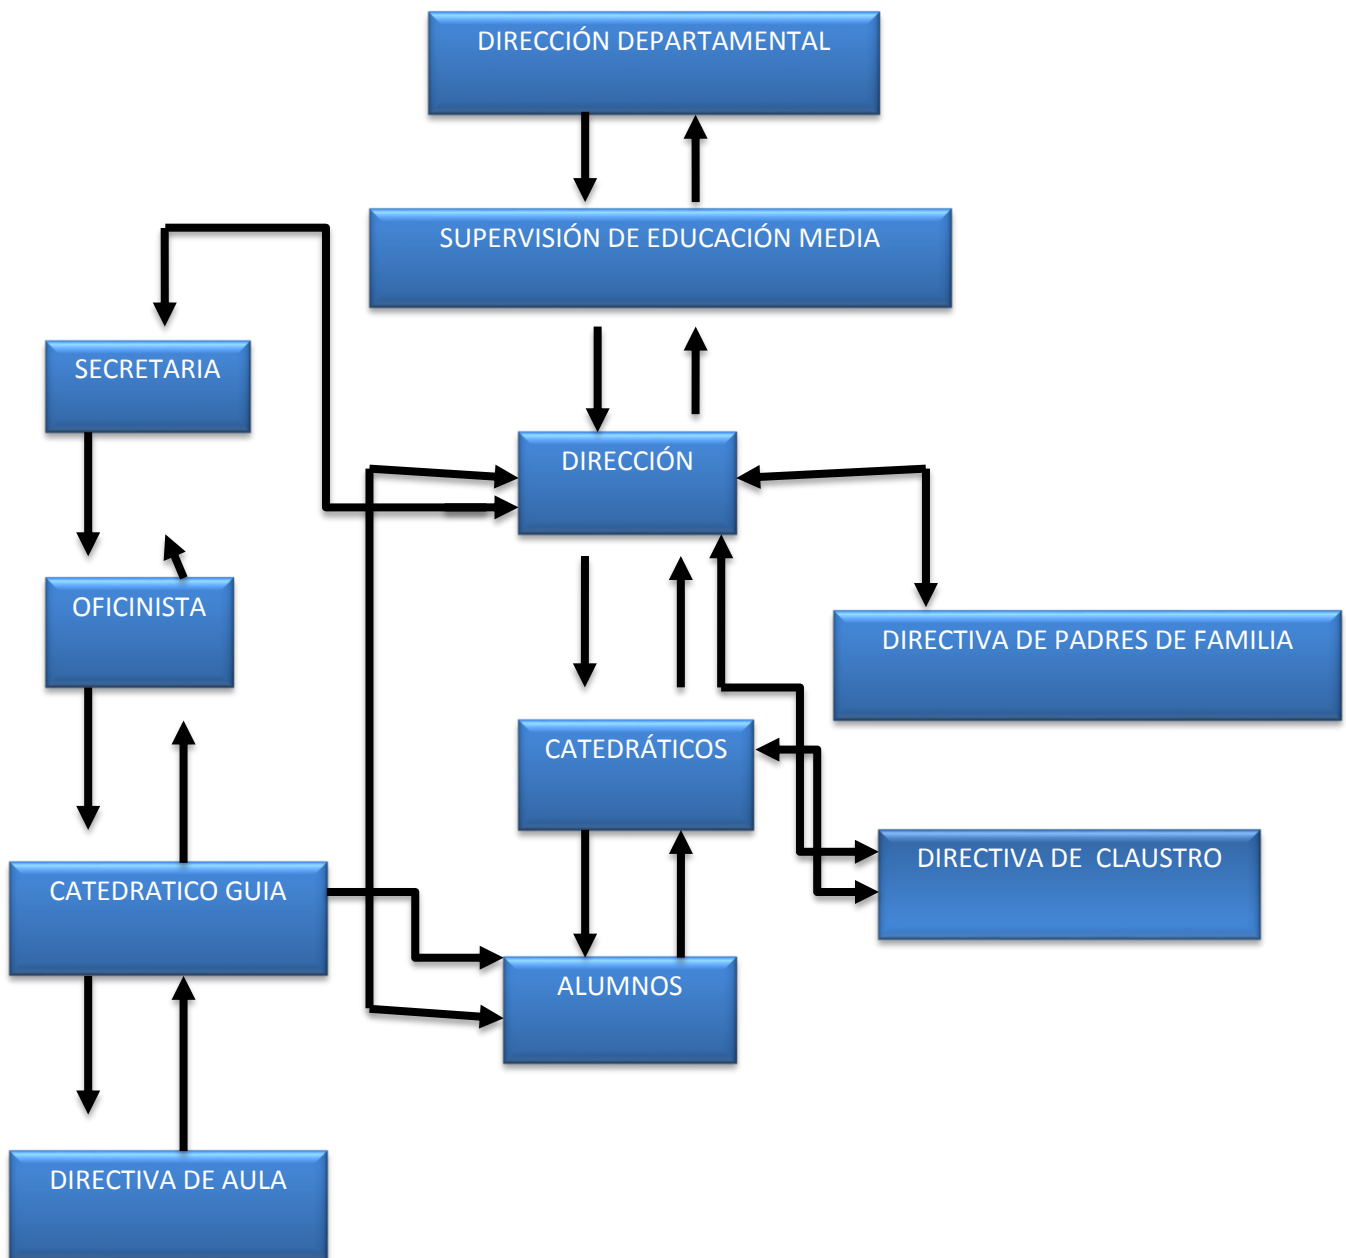 DIRECCIÓN DEPARTAMENTAL
SUPERVISIÓN DE EDUCACIÓN MEDIA
SECRETARIA
DIRECCIÓN
OFICINISTA
DIRECTIVA DE PADRES DE FAMILIA
CATEDRÁTICOS
DIRECTIVA DE CLAUSTRO
CATEDRATICO GUIA
ALUMNOS
DIRECTIVA DE AULA